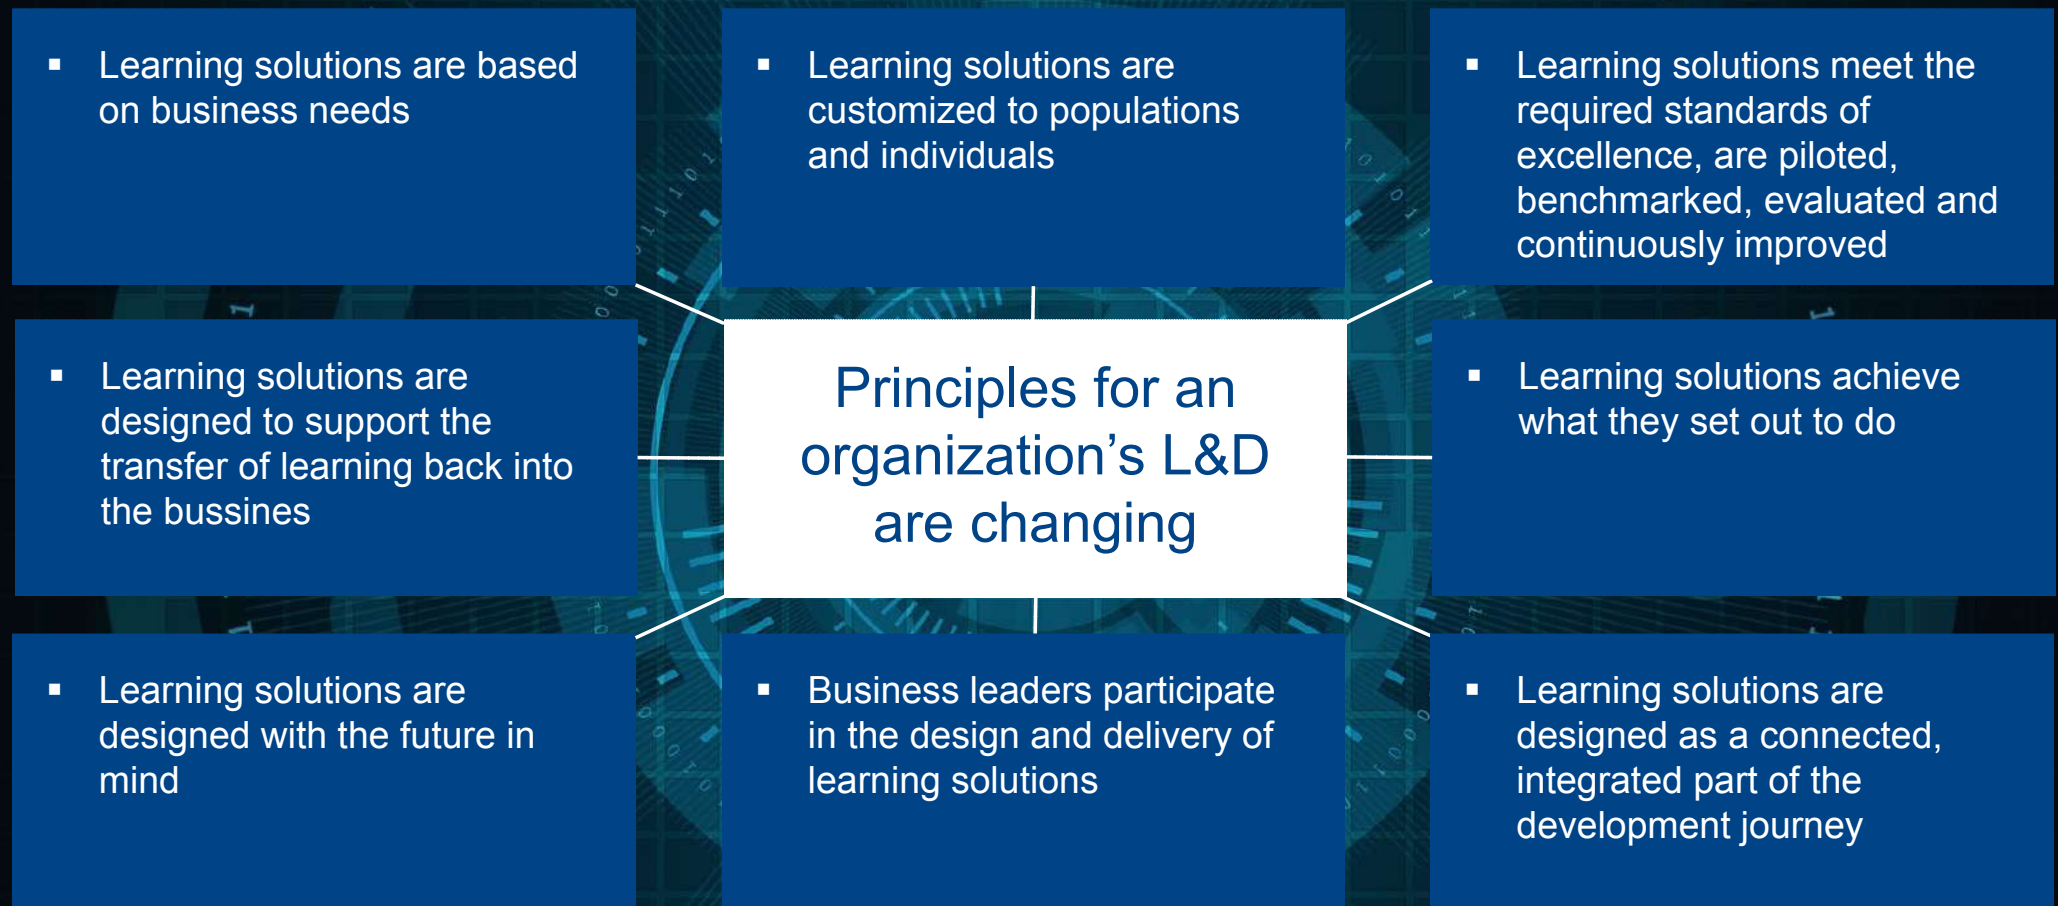 ▪ Learning solutions are based
on business needs
▪ Learning solutions are
customized to populations
and individuals
▪ Learning solutions meet the
required standards of
excellence, are piloted,
benchmarked, evaluated and
continuously improved
▪ Learning solutions are
designed to support the
transfer of learning back into
the bussines
Principles for an
organization’s L&D
are changing
▪ Learning solutions achieve
what they set out to do
▪ Learning solutions are
designed with the future in
mind
▪ Business leaders participate
in the design and delivery of
learning solutions
▪ Learning solutions are
designed as a connected,
integrated part of the
development journey